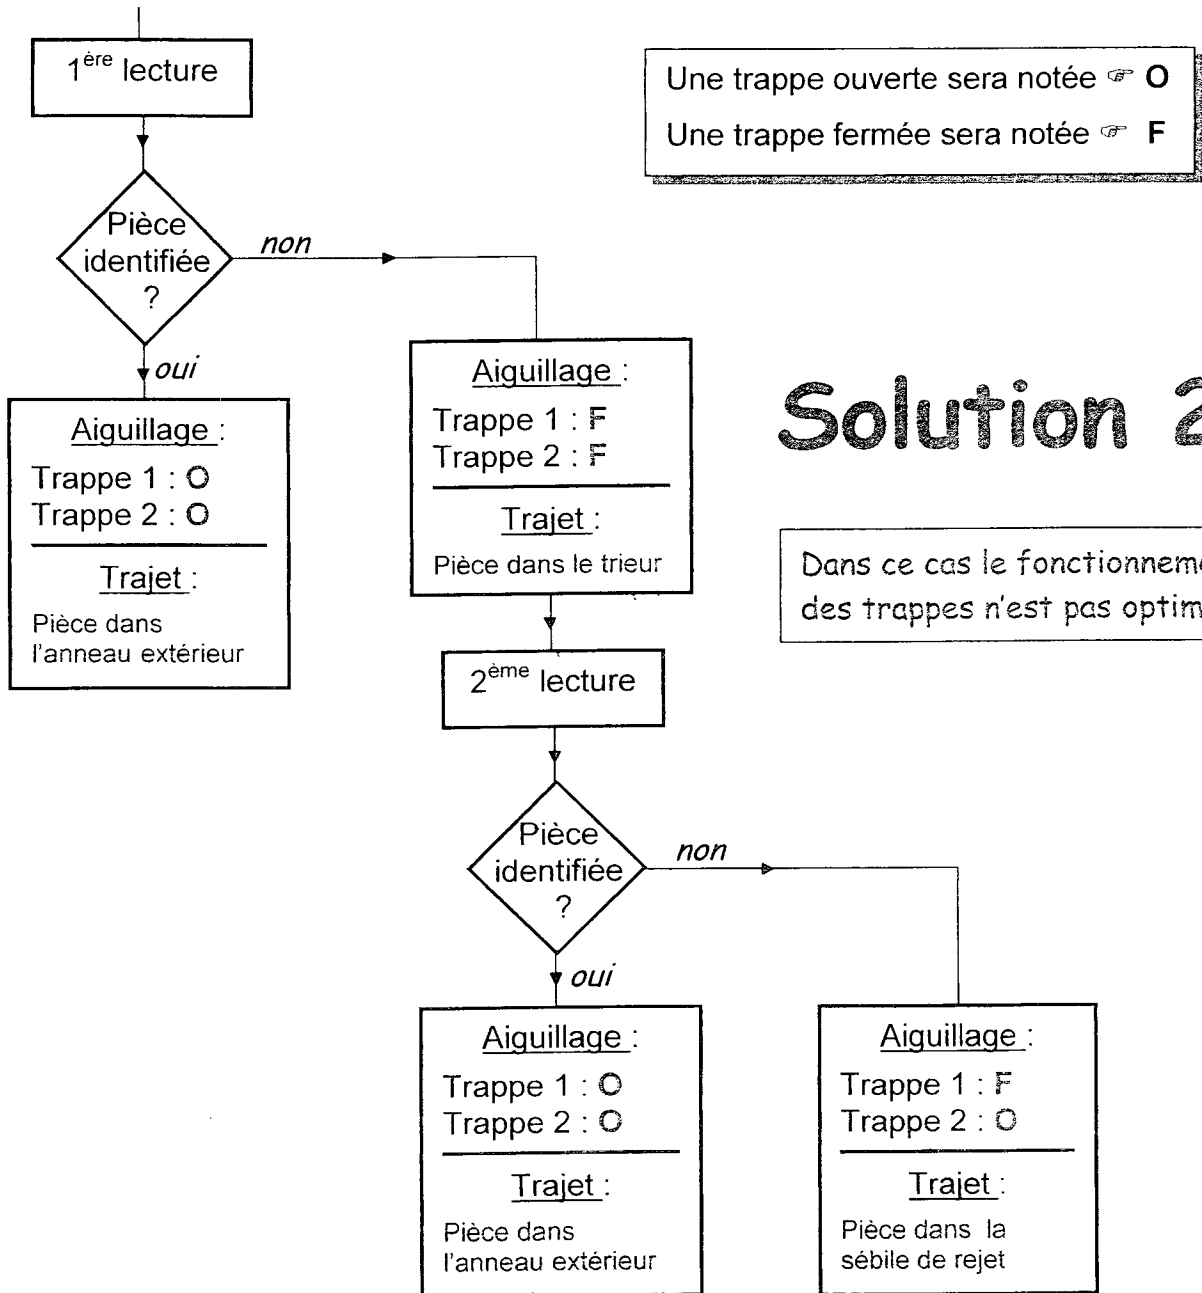 1ère lecture
Une trappe ouverte sera notée ☞ O
Une trappe fermée sera notée ☞ F
Pièce
identifiée
?
non
oui
Aiguillage :
Trappe 1 : O
Trappe 2 : O
Trajet :
Pièce dans
l'anneau extérieur
Aiguillage :
Trappe 1 : F
Trappe 2 : F
Trajet :
Pièce dans le trieur
Solution 2
Dans ce cas le
des trappes n'est pas
2ème lecture
Pièce
identifiée
?
non
oui
Aiguillage :
Trappe 1 : O
Trappe 2 : O
Trajet :
Pièce dans
l'anneau extérieur
Aiguillage :
Trappe 1 : F
Trappe 2 : O
Trajet :
Pièce dans la
sébile de rejet